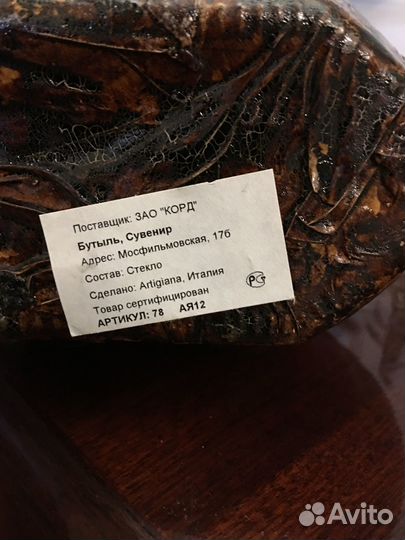 Поставщик: ЗАО "КОРД"
Бутыль, Сувенир
Адрес: Мосфильмовская, 17б
Состав: Стекло
Сделано: Artigiana, Италия
Товар сертифицирован
РСТ
АРТИКУЛ: 78 АЯ12
Avito